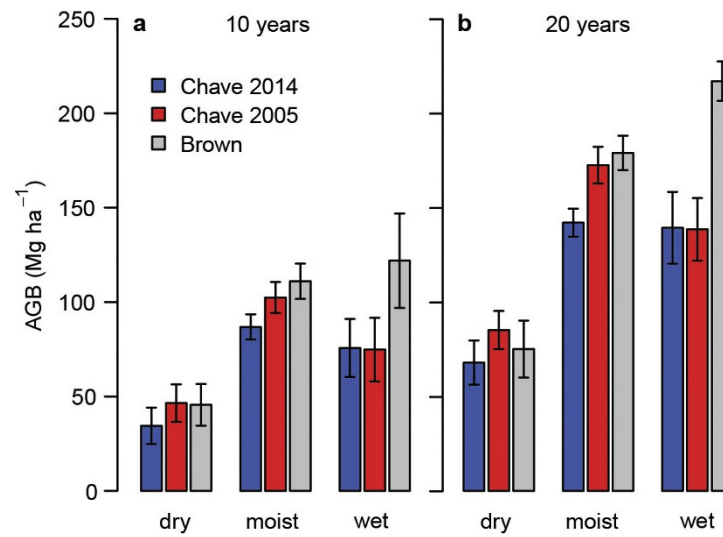 a 10 years
b 20 years
Chave 2014
Chave 2005
Brown
AGB (Mg ha⁻¹)
250
200
150
100
50
0
dry moist wet
dry moist wet